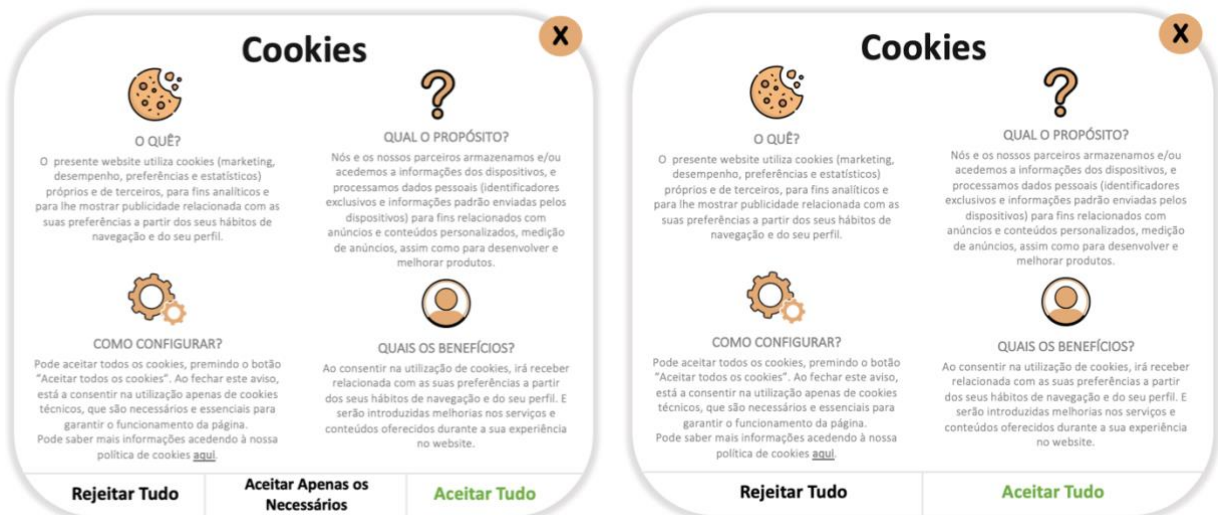 Cookies
X
O QUÊ?
O presente website utiliza cookies (marketing,
desempenho, preferências e estatísticos)
próprios e de terceiros, para fins analíticos e
para lhe mostrar publicidade relacionada com as
suas preferências a partir dos seus hábitos de
navegação e do seu perfil.
QUAL O PROPÓSITO?
Nós e os nossos parceiros armazenamos e/ou
acedemos a informações dos dispositivos, e
processamos dados pessoais (identificadores
exclusivos e informações padrão enviadas pelos
dispositivos) para fins relacionados com
anúncios e conteúdos personalizados, medição
de anúncios, assim como para desenvolver e
melhorar produtos.
COMO CONFIGURAR?
Pode aceitar todos os cookies, premindo o botão
“Aceitar todos os cookies”. Ao fechar este aviso,
está a consentir na utilização apenas de cookies
técnicos, que são necessários e essenciais para
garantir o funcionamento da página.
Pode saber mais informações acedendo à nossa
política de cookies aqui.
QUAIS OS BENEFÍCIOS?
Ao consentir na utilização de cookies, irá receber
relacionada com as suas preferências a partir
dos seus hábitos de navegação e do seu perfil. E
serão introduzidas melhorias nos serviços e
conteúdos oferecidos durante a sua experiência
no website.
Rejeitar Tudo
Aceitar Apenas os
Necessários
Aceitar Tudo
Cookies
X
O QUÊ?
O presente website utiliza cookies (marketing,
desempenho, preferências e estatísticos)
próprios e de terceiros, para fins analíticos e
para lhe mostrar publicidade relacionada com as
suas preferências a partir dos seus hábitos de
navegação e do seu perfil.
QUAL O PROPÓSITO?
Nós e os nossos parceiros armazenamos e/ou
acedemos a informações dos dispositivos, e
processamos dados pessoais (identificadores
exclusivos e informações padrão enviadas pelos
dispositivos) para fins relacionados com
anúncios e conteúdos personalizados, medição
de anúncios, assim como para desenvolver e
melhorar produtos.
COMO CONFIGURAR?
Pode aceitar todos os cookies, premindo o botão
“Aceitar todos os cookies”. Ao fechar este aviso,
está a consentir na utilização apenas de cookies
técnicos, que são necessários e essenciais para
garantir o funcionamento da página.
Pode saber mais informações acedendo à nossa
política de cookies aqui.
QUAIS OS BENEFÍCIOS?
Ao consentir na utilização de cookies, irá receber
relacionada com as suas preferências a partir
dos seus hábitos de navegação e do seu perfil. E
serão introduzidas melhorias nos serviços e
conteúdos oferecidos durante a sua experiência
no website.
Rejeitar Tudo
Aceitar Tudo